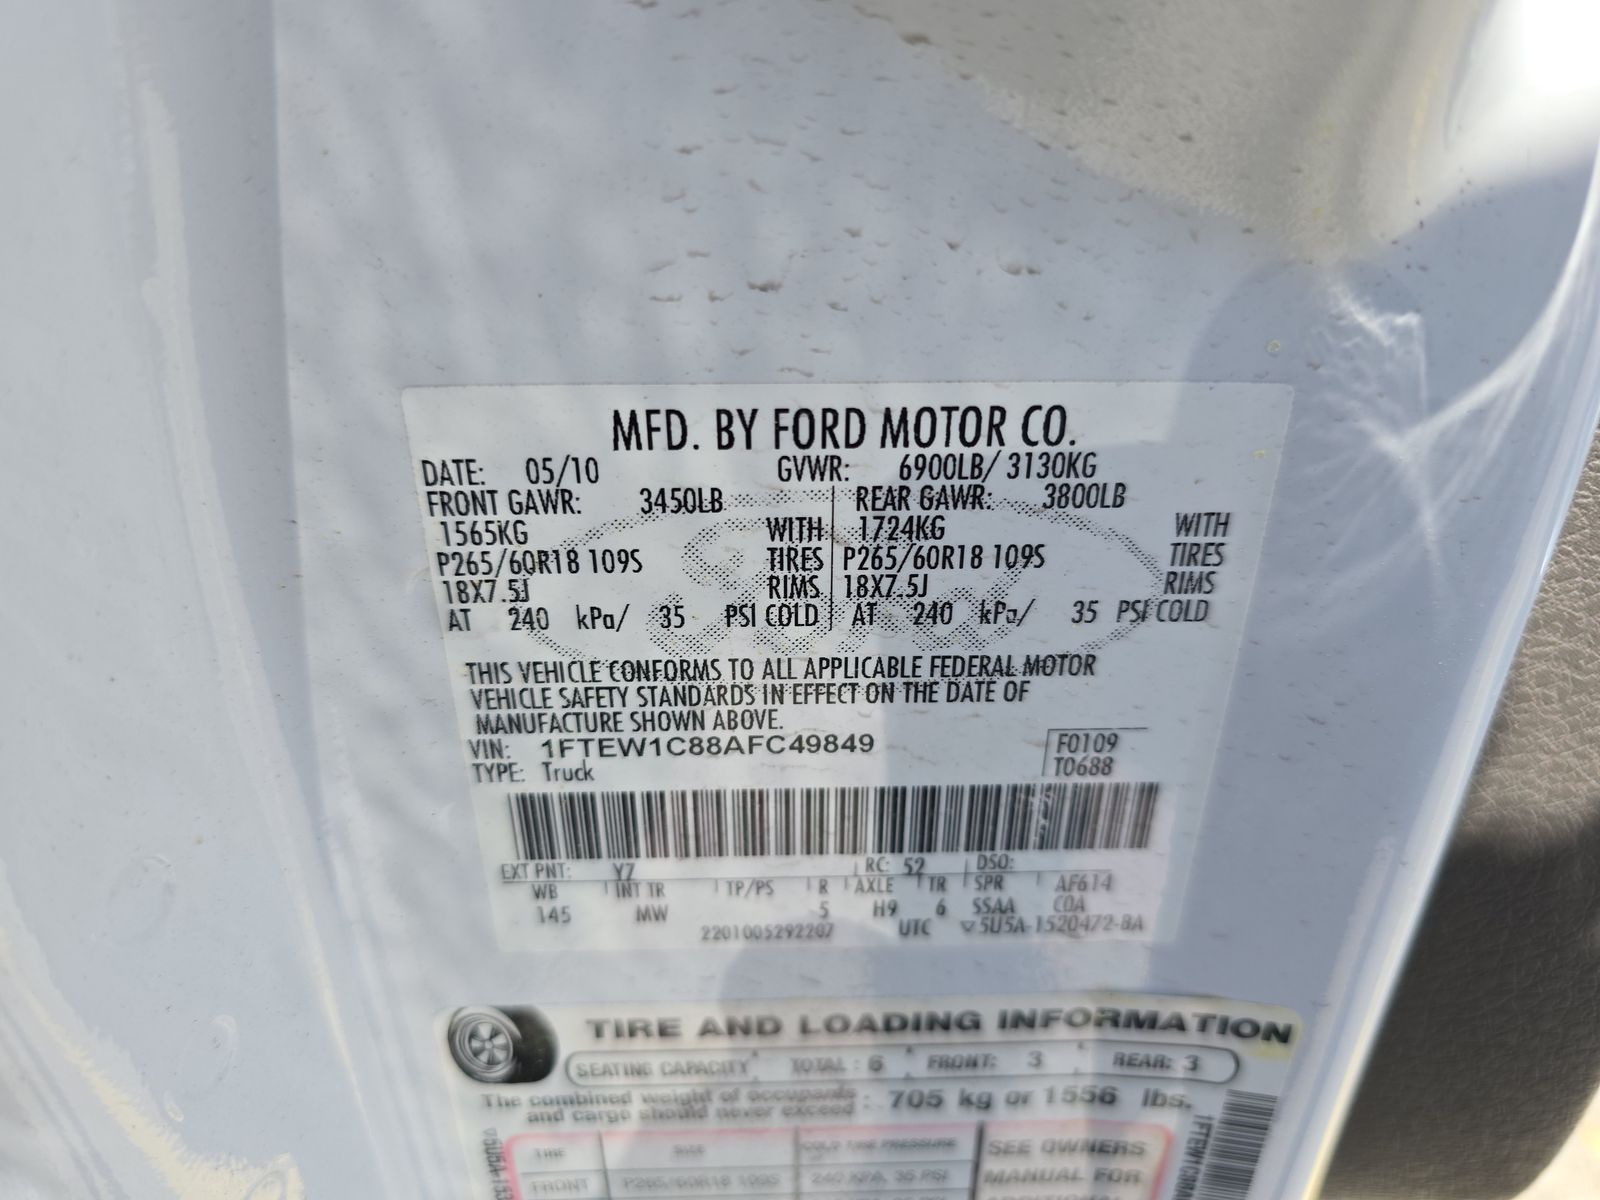 MFD. BY FORD MOTOR CO.
DATE: 05/10 GVWR: 6900LB/ 3130KG
FRONT GAWR: 3450LB REAR GAWR: 3800LB
1565KG WITH 1724KG WITH
P265/60R18 109S TIRES P265/60R18 109S TIRES
18X7.5J RIMS 18X7.5J RIMS
AT 240 kPa/ 35 PSI COLD AT 240 kPa/ 35 PSI COLD
THIS VEHICLE CONFORMS TO ALL APPLICABLE FEDERAL MOTOR
VEHICLE SAFETY STANDARDS IN EFFECT ON THE DATE OF
MANUFACTURE SHOWN ABOVE.
VIN: 1FTEW1C88AFC49849 F0109
TYPE: Truck T0688
EXT PNT: YZ RC: 52 DSO:
WB INT TR TP/PS R AXLE TR SPR AF614
145 MW 5 H9 6 SSAA COA
2201005292207 UTC ▽5U5A-1520472-BA
TIRE AND LOADING INFORMATION
SEATING CAPACITY TOTAL : 6 FRONT: 3 REAR: 3
The combined weight of occupants
and cargo should never exceed : 705 kg or 1556 lbs.
TIRE SIZE COLD TIRE PRESSURE SEE OWNERS
FRONT P265/60R18 109S 240 KPA, 35 PSI MANUAL FOR